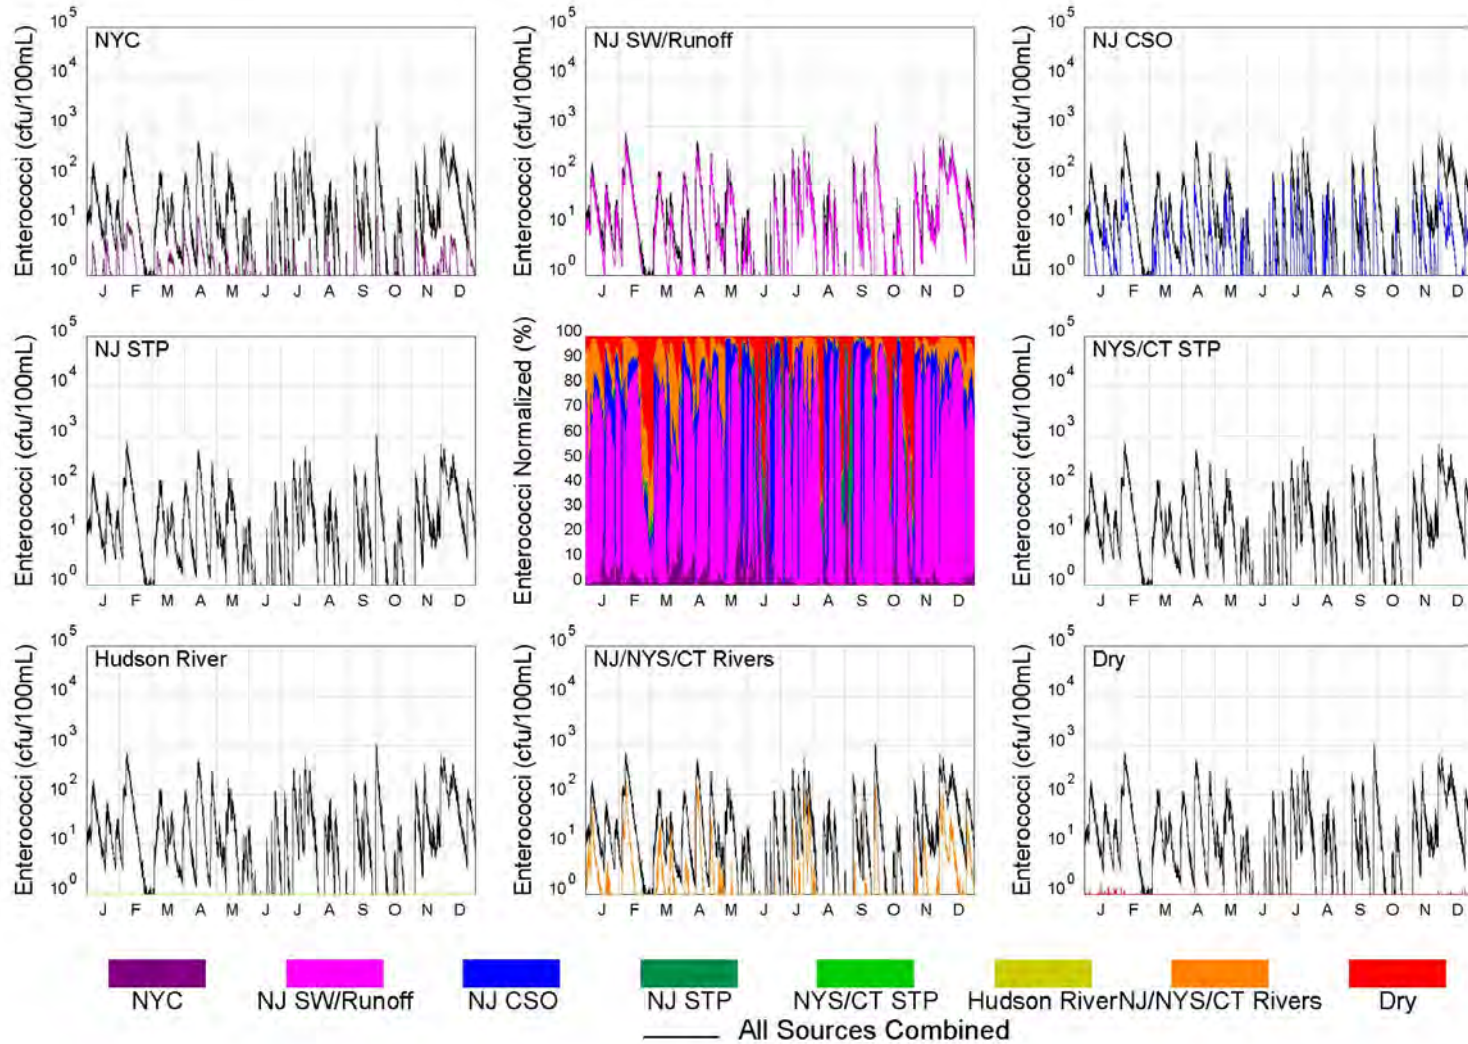 NYC
Enterococci (cfu/100mL)
10^5
10^4
10^3
10^2
10^1
10^0
J F M A M J J A S O N D
NJ SW/Runoff
Enterococci (cfu/100mL)
10^5
10^4
10^3
10^2
10^1
10^0
J F M A M J J A S O N D
NJ CSO
Enterococci (cfu/100mL)
10^5
10^4
10^3
10^2
10^1
10^0
J F M A M J J A S O N D
NJ STP
Enterococci (cfu/100mL)
10^5
10^4
10^3
10^2
10^1
10^0
J F M A M J J A S O N D
Enterococci Normalized (%)
100
90
80
70
60
50
40
30
20
10
0
J F M A M J J A S O N D
NYS/CT STP
Enterococci (cfu/100mL)
10^5
10^4
10^3
10^2
10^1
10^0
J F M A M J J A S O N D
Hudson River
Enterococci (cfu/100mL)
10^5
10^4
10^3
10^2
10^1
10^0
J F M A M J J A S O N D
NJ/NYS/CT Rivers
Enterococci (cfu/100mL)
10^5
10^4
10^3
10^2
10^1
10^0
J F M A M J J A S O N D
Dry
Enterococci (cfu/100mL)
10^5
10^4
10^3
10^2
10^1
10^0
J F M A M J J A S O N D
NYC NJ SW/Runoff NJ CSO NJ STP NYS/CT STP Hudson River NJ/NYS/CT Rivers Dry
All Sources Combined